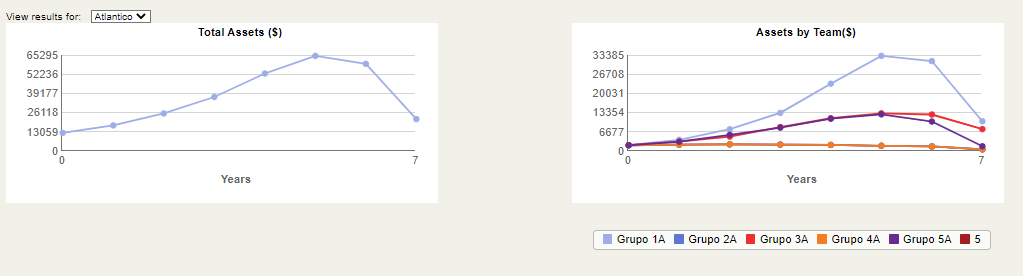 View results for: Atlantico
Total Assets ($)
65295
52236
39177
26118
13059
0
0 7
Years
Assets by Team($)
33385
26708
20031
13354
6677
0
0 7
Years
Grupo 1A Grupo 2A Grupo 3A Grupo 4A Grupo 5A 5